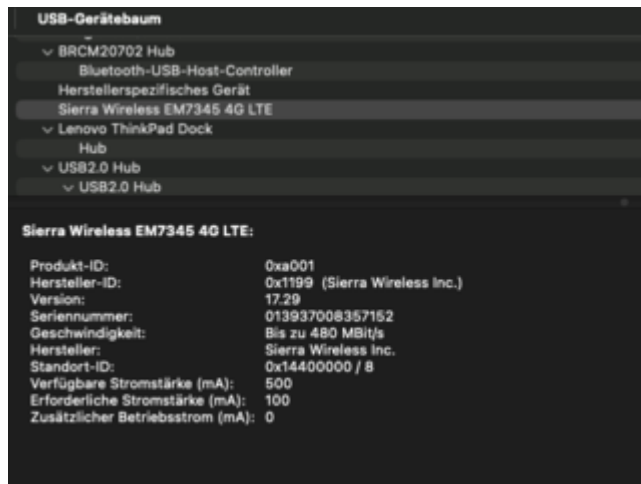 USB-Gerätebaum
BRCM20702 Hub
Bluetooth-USB-Host-Controller
Herstellerspezifisches Gerät
Sierra Wireless EM7345 4G LTE
Lenovo ThinkPad Dock
Hub
USB2.0 Hub
USB2.0 Hub
Sierra Wireless EM7345 4G LTE:
Produkt-ID: 0xa001
Hersteller-ID: 0x1199 (Sierra Wireless Inc.)
Version: 17.29
Seriennummer: 013937008357152
Geschwindigkeit: Bis zu 480 MBit/s
Hersteller: Sierra Wireless Inc.
Standort-ID: 0x14400000 / 8
Verfügbare Stromstärke (mA): 500
Erforderliche Stromstärke (mA): 100
Zusätzlicher Betriebsstrom (mA): 0